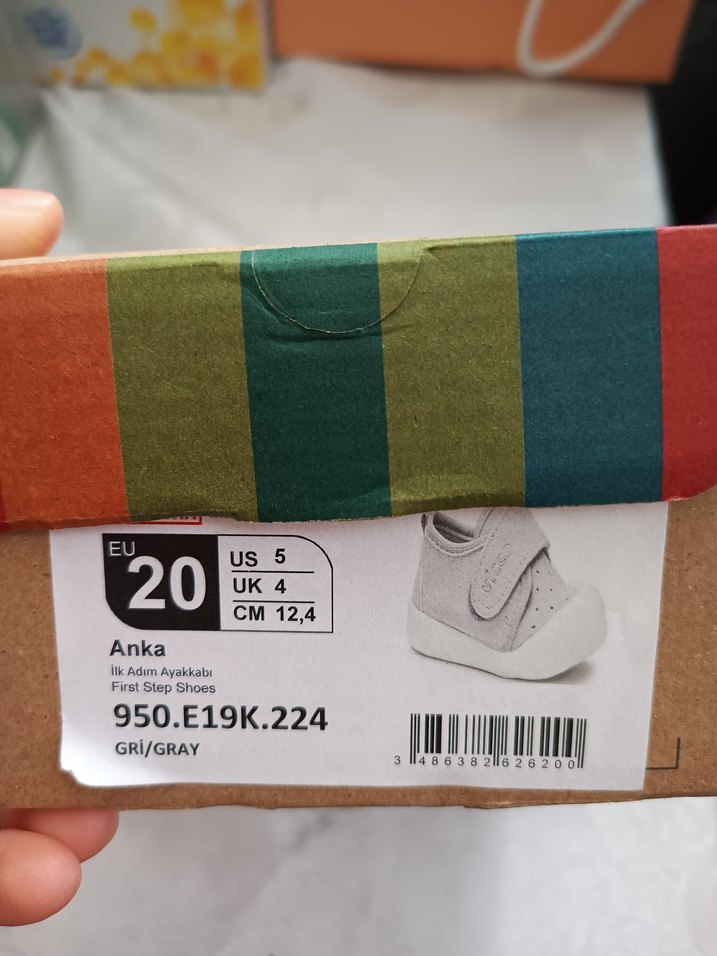 EU
20
US 5
UK 4
CM 12,4
Anka
İlk Adım Ayakkabı
First Step Shoes
950.E19K.224
GRİ/GRAY
VICCO
3 486382 626200